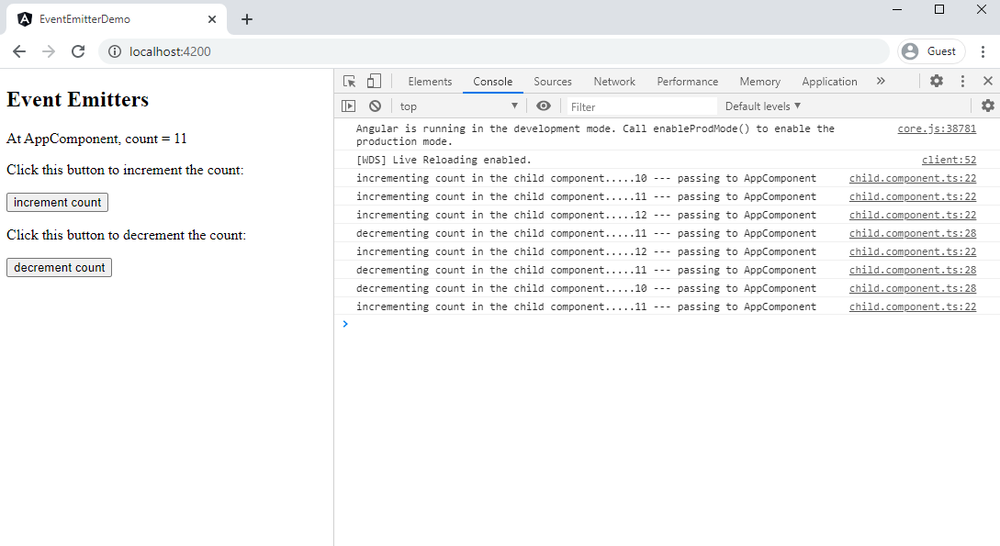 EventEmitterDemo
localhost:4200
Guest
Event Emitters
At AppComponent, count = 11
Click this button to increment the count:
increment count
Click this button to decrement the count:
decrement count
Elements Console Sources Network Performance Memory Application »
top Filter Default levels ▼
Angular is running in the development mode. Call enableProdMode() to enable the core.js:38781
production mode.
[WDS] Live Reloading enabled. client:52
incrementing count in the child component.....10 --- passing to AppComponent child.component.ts:22
incrementing count in the child component.....11 --- passing to AppComponent child.component.ts:22
incrementing count in the child component.....12 --- passing to AppComponent child.component.ts:22
decrementing count in the child component.....11 --- passing to AppComponent child.component.ts:28
incrementing count in the child component.....12 --- passing to AppComponent child.component.ts:22
decrementing count in the child component.....11 --- passing to AppComponent child.component.ts:28
decrementing count in the child component.....10 --- passing to AppComponent child.component.ts:28
incrementing count in the child component.....11 --- passing to AppComponent child.component.ts:22